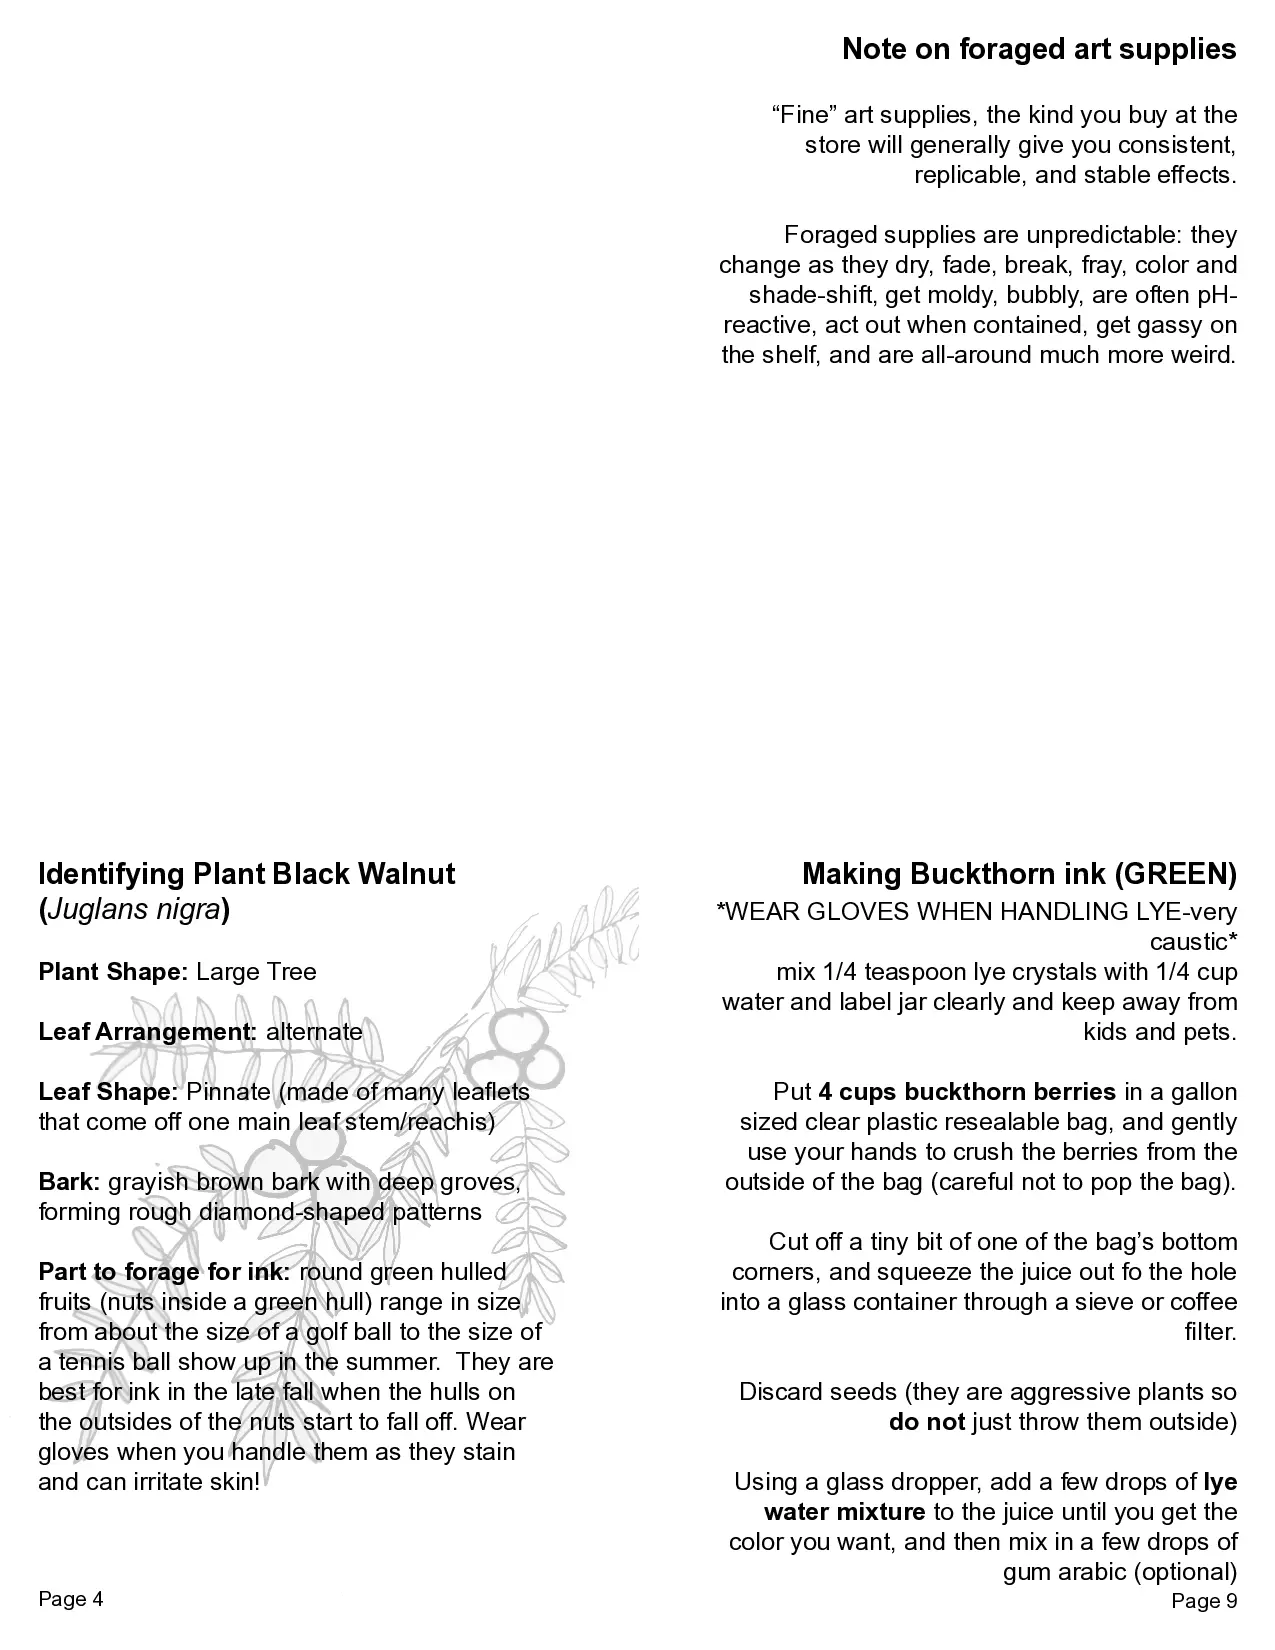 Note on foraged art supplies
“Fine” art supplies, the kind you buy at the
store will generally give you consistent,
replicable, and stable effects.
Foraged supplies are unpredictable: they
change as they dry, fade, break, fray, color and
shade-shift, get moldy, bubbly, are often pH-
reactive, act out when contained, get gassy on
the shelf, and are all-around much more weird.
Identifying Plant Black Walnut
(Juglans nigra)
Plant Shape: Large Tree
Leaf Arrangement: alternate
Leaf Shape: Pinnate (made of many leaflets
that come off one main leaf stem/reachis)
Bark: grayish brown bark with deep groves,
forming rough diamond-shaped patterns
Part to forage for ink: round green hulled
fruits (nuts inside a green hull) range in size
from about the size of a golf ball to the size of
a tennis ball show up in the summer.  They are
best for ink in the late fall when the hulls on
the outsides of the nuts start to fall off. Wear
gloves when you handle them as they stain
and can irritate skin!
Page 4
Making Buckthorn ink (GREEN)
*WEAR GLOVES WHEN HANDLING LYE-very
caustic*
mix 1/4 teaspoon lye crystals with 1/4 cup
water and label jar clearly and keep away from
kids and pets.
Put 4 cups buckthorn berries in a gallon
sized clear plastic resealable bag, and gently
use your hands to crush the berries from the
outside of the bag (careful not to pop the bag).
Cut off a tiny bit of one of the bag’s bottom
corners, and squeeze the juice out fo the hole
into a glass container through a sieve or coffee
filter.
Discard seeds (they are aggressive plants so
do not just throw them outside)
Using a glass dropper, add a few drops of lye
water mixture to the juice until you get the
color you want, and then mix in a few drops of
gum arabic (optional)
Page 9